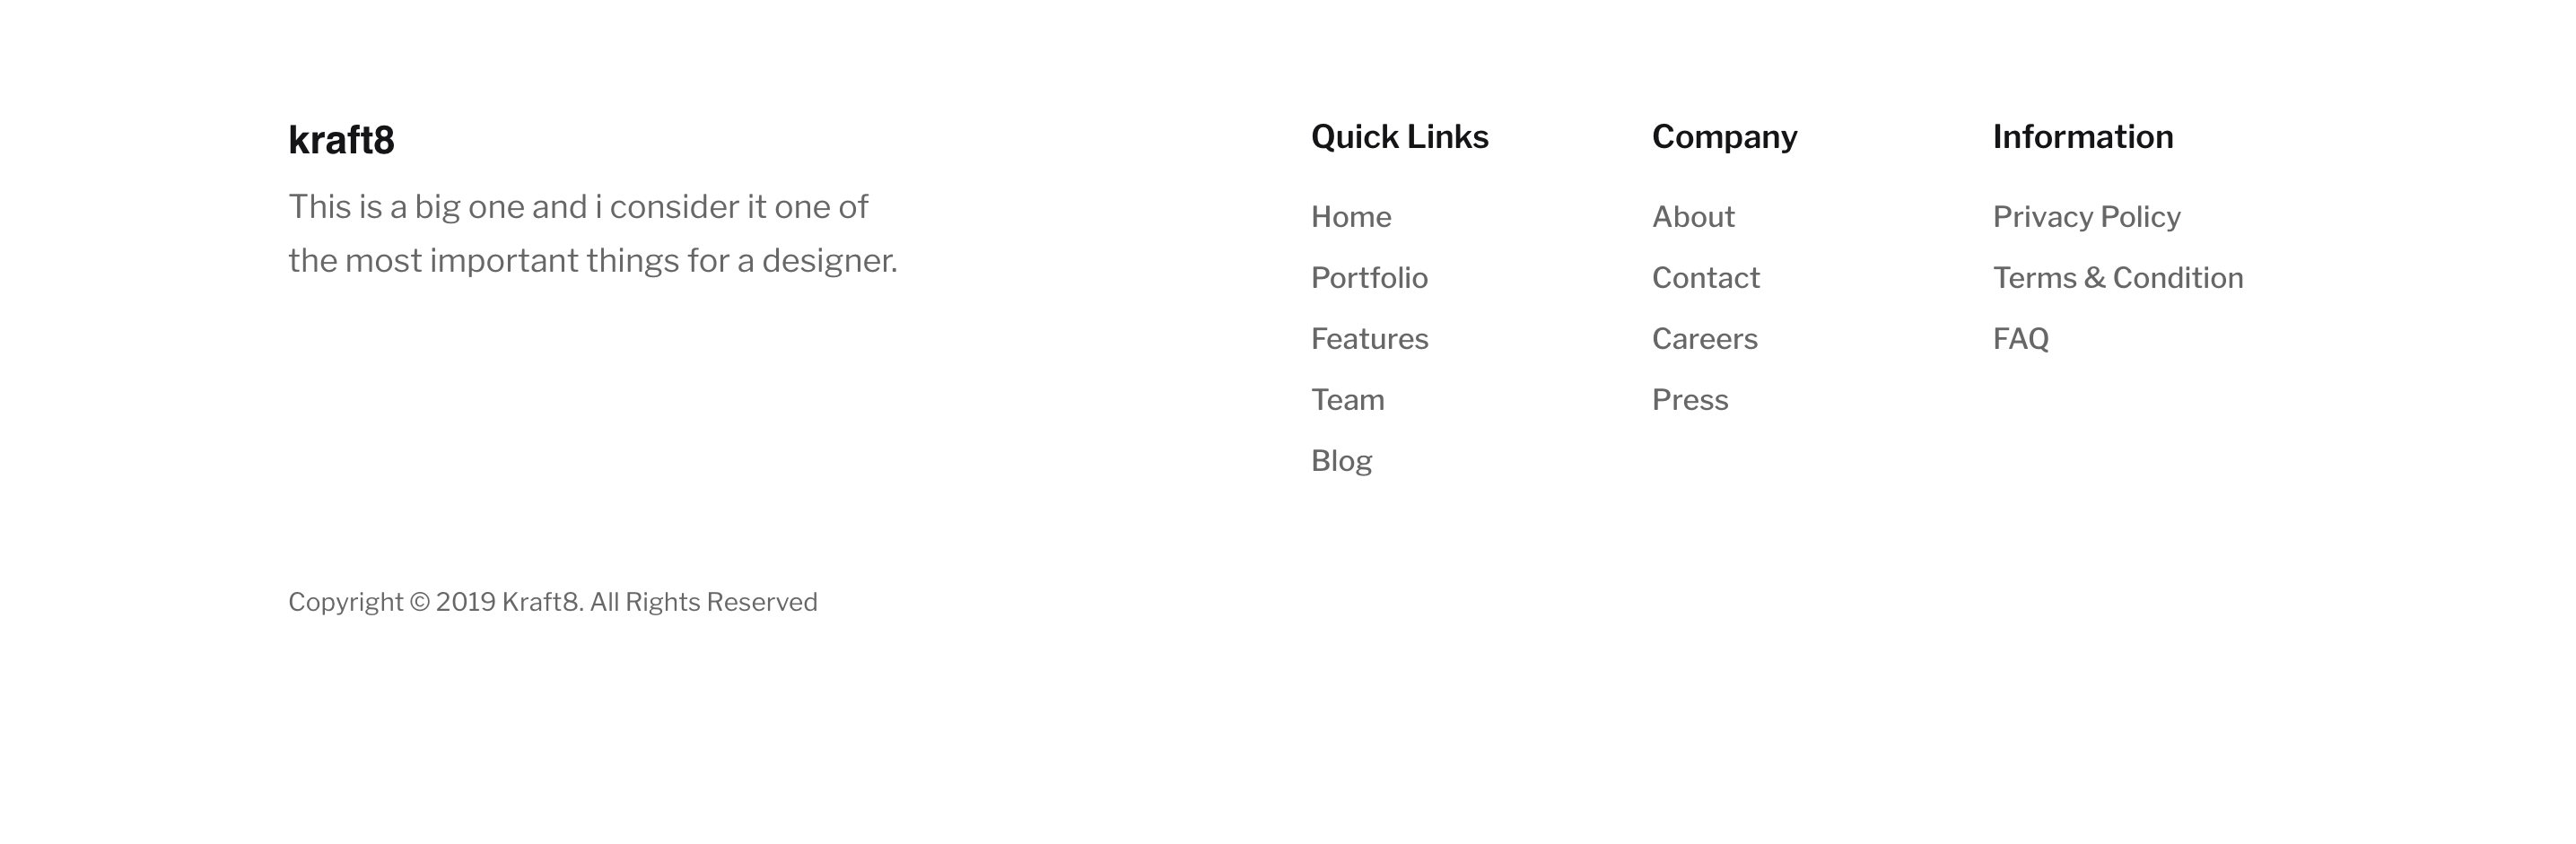 kraft8
This is a big one and i consider it one of
the most important things for a designer.
Quick Links
Home
Portfolio
Features
Team
Blog
Company
About
Contact
Careers
Press
Information
Privacy Policy
Terms & Condition
FAQ
Copyright © 2019 Kraft8. All Rights Reserved